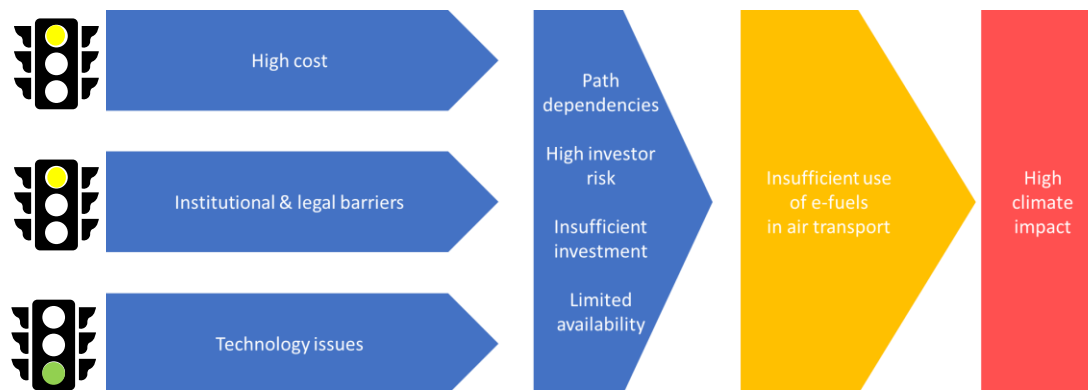 High cost
Institutional & legal barriers
Technology issues
Path
dependencies
High investor
risk
Insufficient
investment
Limited
availability
Insufficient use
of e-fuels
in air transport
High
climate
impact